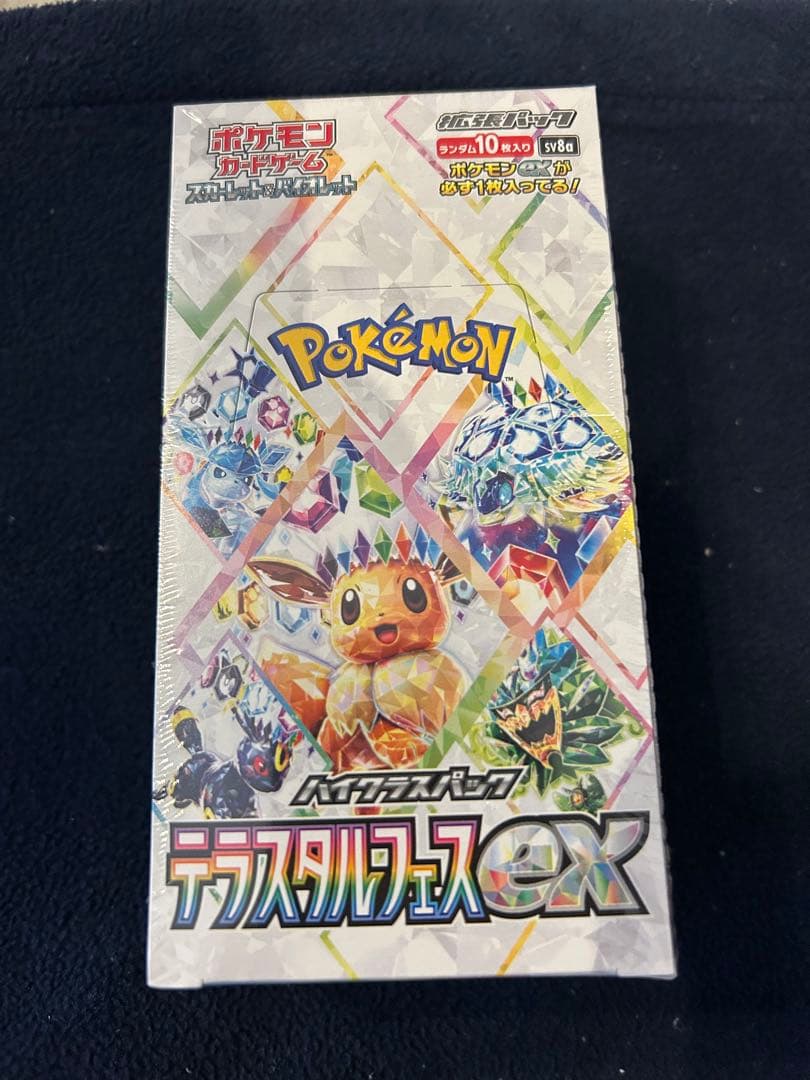 ポケモン
カードゲーム
スカーレット&バイオレット
拡張パック
ランダム10枚入り SV8a
ポケモンexが
必ず1枚入ってる!
POKÉMON
TM
ハイクラスパック
テラスタルフェスex